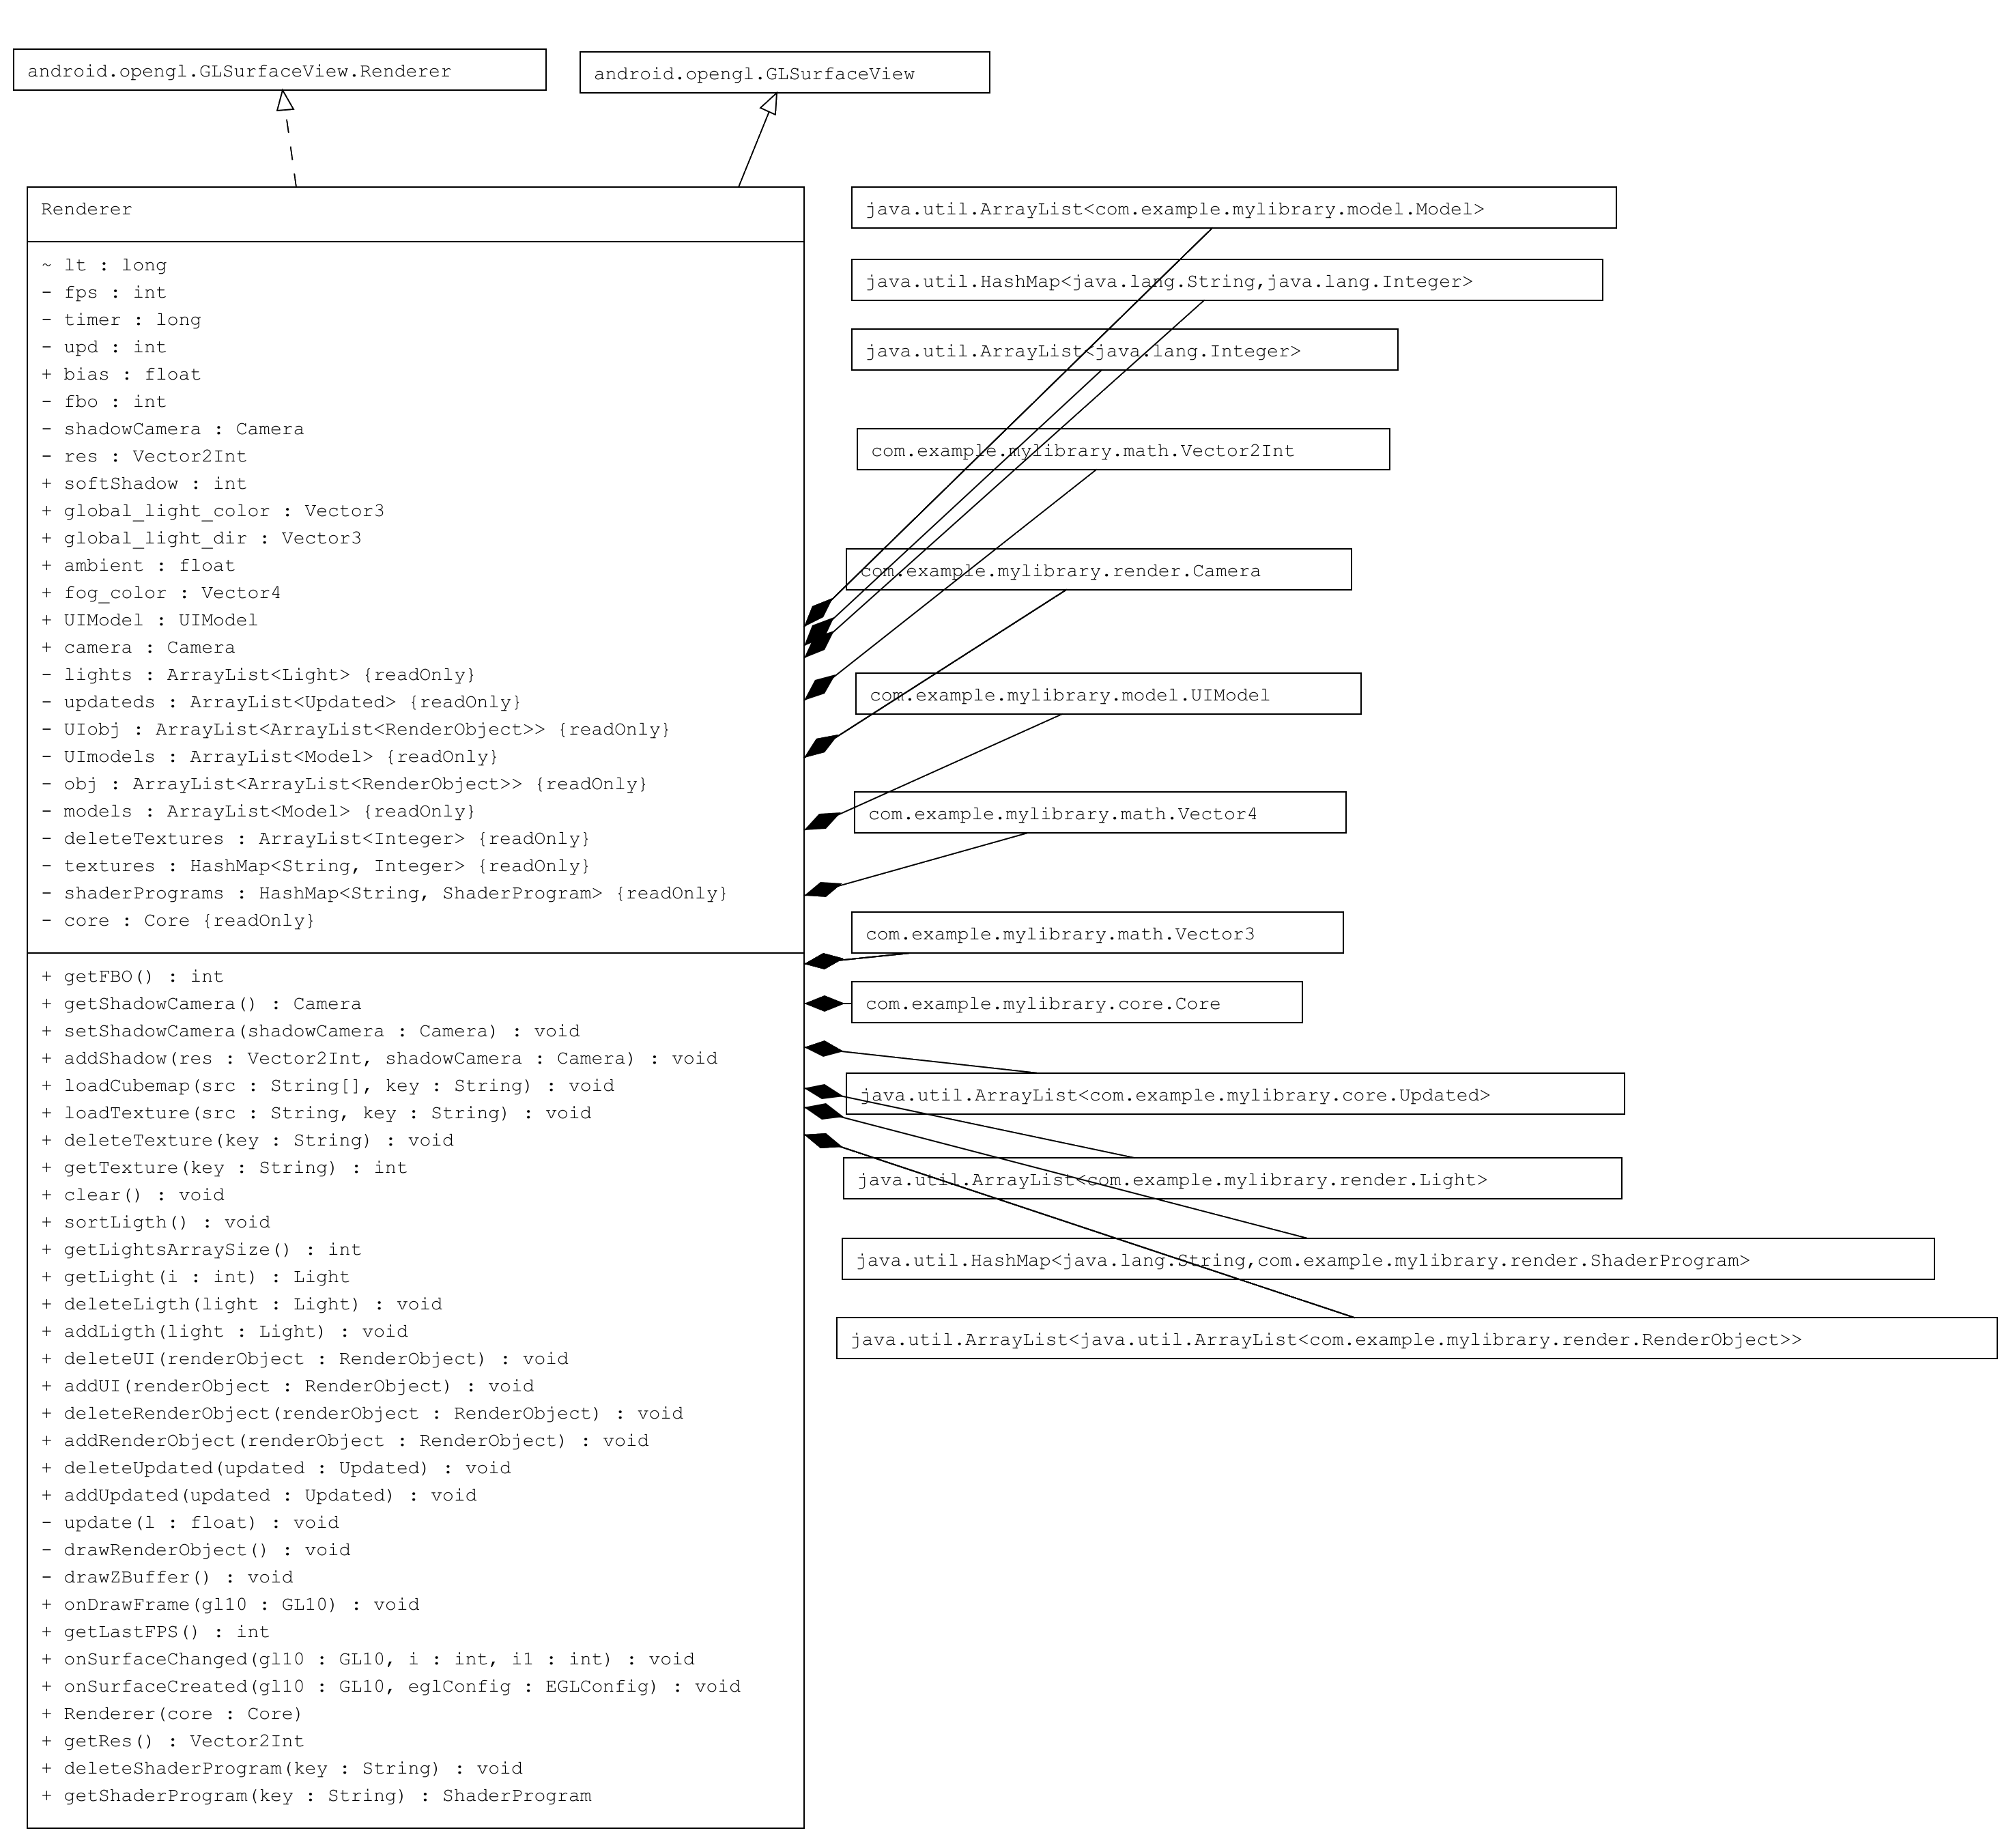 android.opengl.GLSurfaceView.Renderer
android.opengl.GLSurfaceView
Renderer
~ lt : long
- fps : int
- timer : long
- upd : int
+ bias : float
- fbo : int
- shadowCamera : Camera
- res : Vector2Int
+ softShadow : int
+ global_light_color : Vector3
+ global_light_dir : Vector3
+ ambient : float
+ fog_color : Vector4
+ UIModel : UIModel
+ camera : Camera
- lights : ArrayList<Light> {readOnly}
- updateds : ArrayList<Updated> {readOnly}
- UIobj : ArrayList<ArrayList<RenderObject>> {readOnly}
- UImodels : ArrayList<Model> {readOnly}
- obj : ArrayList<ArrayList<RenderObject>> {readOnly}
- models : ArrayList<Model> {readOnly}
- deleteTextures : ArrayList<Integer> {readOnly}
- textures : HashMap<String, Integer> {readOnly}
- shaderPrograms : HashMap<String, ShaderProgram> {readOnly}
- core : Core {readOnly}
+ getFBO() : int
+ getShadowCamera() : Camera
+ setShadowCamera(shadowCamera : Camera) : void
+ addShadow(res : Vector2Int, shadowCamera : Camera) : void
+ loadCubemap(src : String[], key : String) : void
+ loadTexture(src : String, key : String) : void
+ deleteTexture(key : String) : void
+ getTexture(key : String) : int
+ clear() : void
+ sortLigth() : void
+ getLightsArraySize() : int
+ getLight(i : int) : Light
+ deleteLigth(light : Light) : void
+ addLigth(light : Light) : void
+ deleteUI(renderObject : RenderObject) : void
+ addUI(renderObject : RenderObject) : void
+ deleteRenderObject(renderObject : RenderObject) : void
+ addRenderObject(renderObject : RenderObject) : void
+ deleteUpdated(updated : Updated) : void
+ addUpdated(updated : Updated) : void
- update(l : float) : void
- drawRenderObject() : void
- drawZBuffer() : void
+ onDrawFrame(gl10 : GL10) : void
+ getLastFPS() : int
+ onSurfaceChanged(gl10 : GL10, i : int, i1 : int) : void
+ onSurfaceCreated(gl10 : GL10, eglConfig : EGLConfig) : void
+ Renderer(core : Core)
+ getRes() : Vector2Int
+ deleteShaderProgram(key : String) : void
+ getShaderProgram(key : String) : ShaderProgram
java.util.ArrayList<com.example.mylibrary.model.Model>
java.util.HashMap<java.lang.String,java.lang.Integer>
java.util.ArrayList<java.lang.Integer>
com.example.mylibrary.math.Vector2Int
com.example.mylibrary.render.Camera
com.example.mylibrary.model.UIModel
com.example.mylibrary.math.Vector4
com.example.mylibrary.math.Vector3
com.example.mylibrary.core.Core
java.util.ArrayList<com.example.mylibrary.core.Updated>
java.util.ArrayList<com.example.mylibrary.render.Light>
java.util.HashMap<java.lang.String,com.example.mylibrary.render.ShaderProgram>
java.util.ArrayList<java.util.ArrayList<com.example.mylibrary.render.RenderObject>>